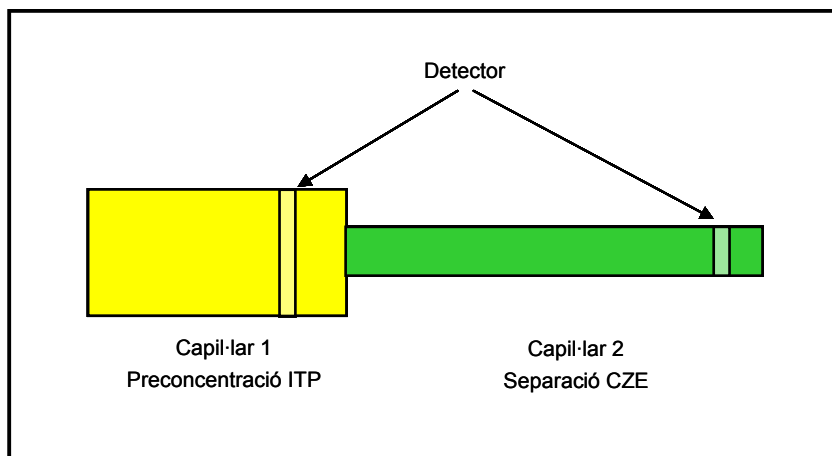 Detector
Capil·lar 1
Preconcentració ITP
Capil·lar 2
Separació CZE